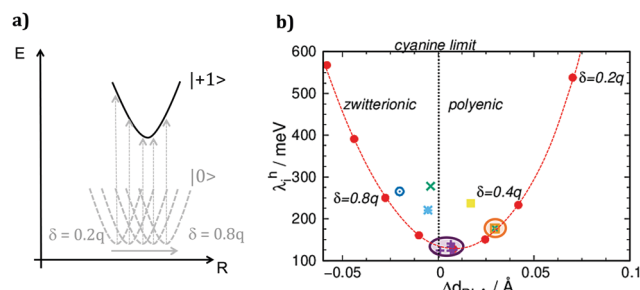 a)
E
|+1>
|0>
δ = 0.2q
δ = 0.8q
R
b)
cyanine limit
600
500
400
300
200
100
λᵢʰ / meV
zwitterionic
polyenic
δ=0.2q
δ=0.8q
δ=0.4q
-0.05
0
0.05
0.1
/ Å